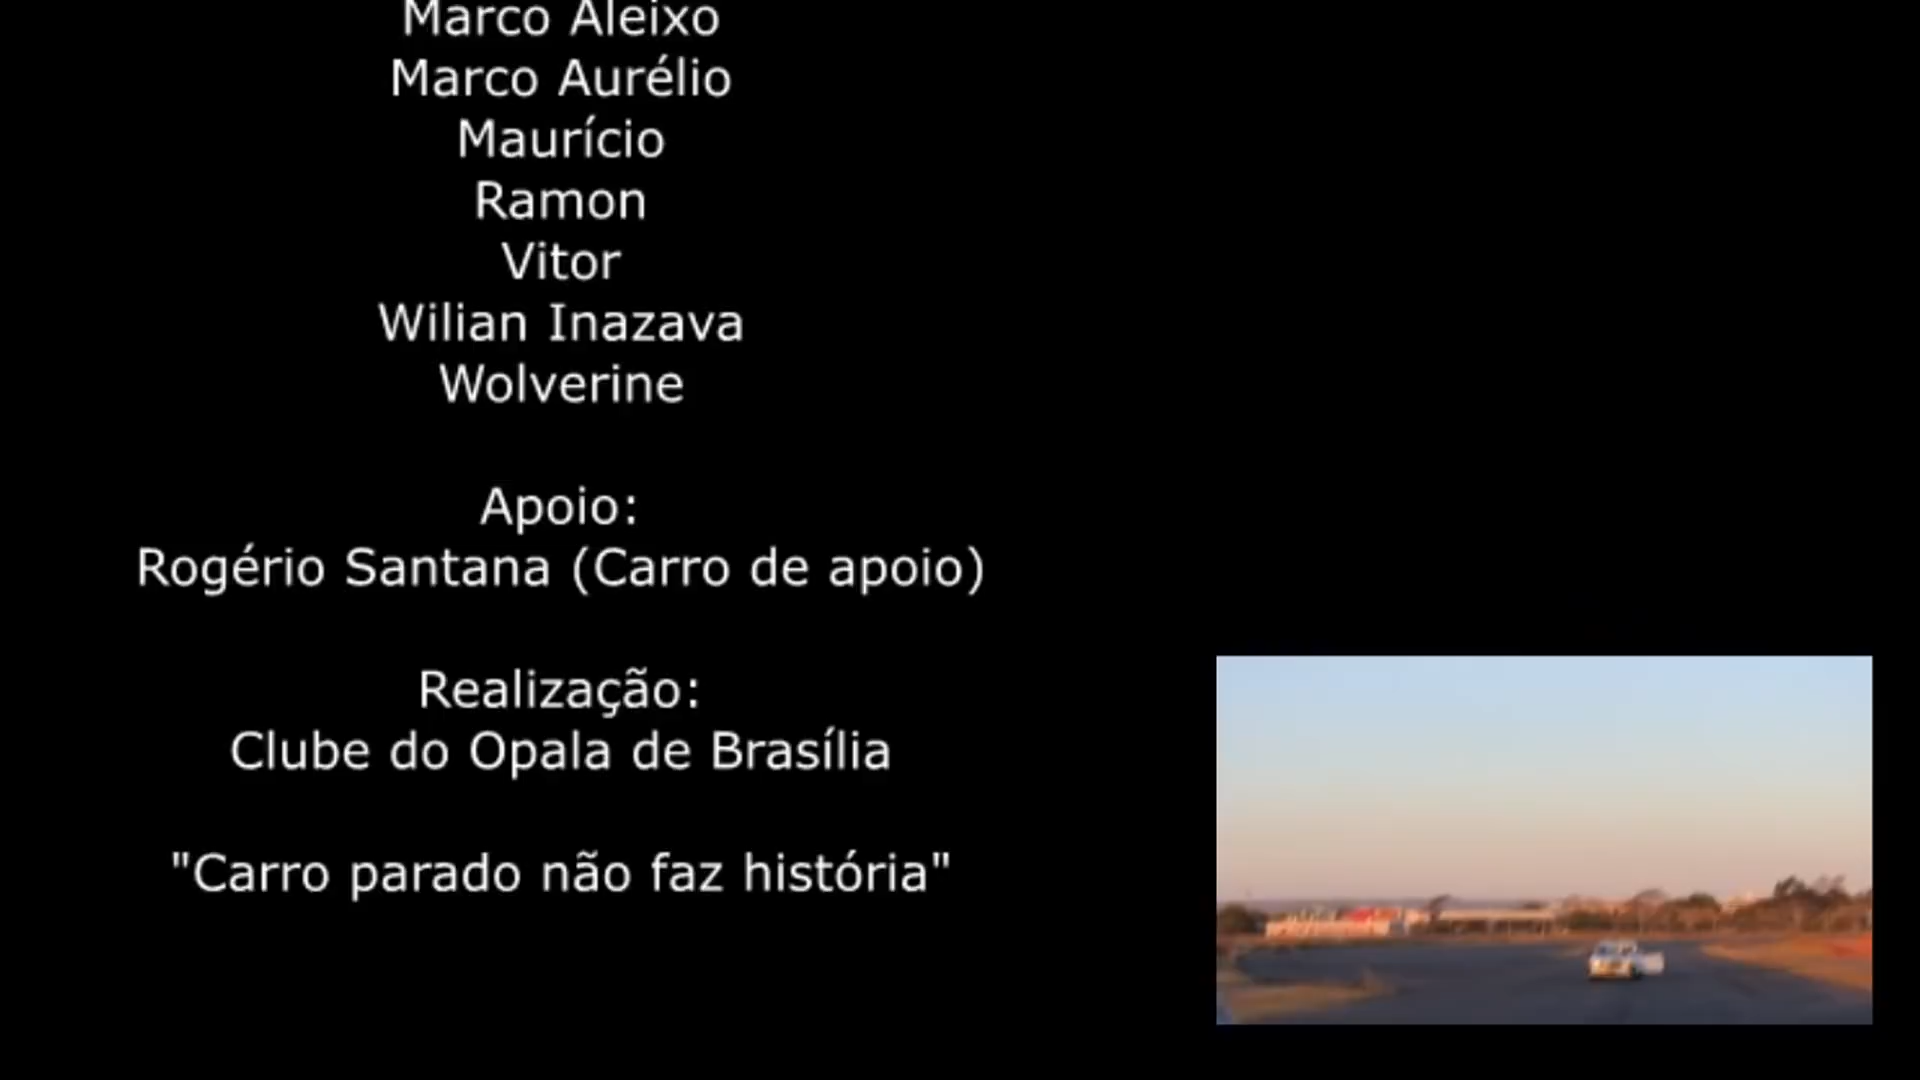 Marco Aleixo
Marco Aurélio
Maurício
Ramon
Vitor
Wilian Inazava
Wolverine
Apoio:
Rogério Santana (Carro de apoio)
Realização:
Clube do Opala de Brasília
"Carro parado não faz história"